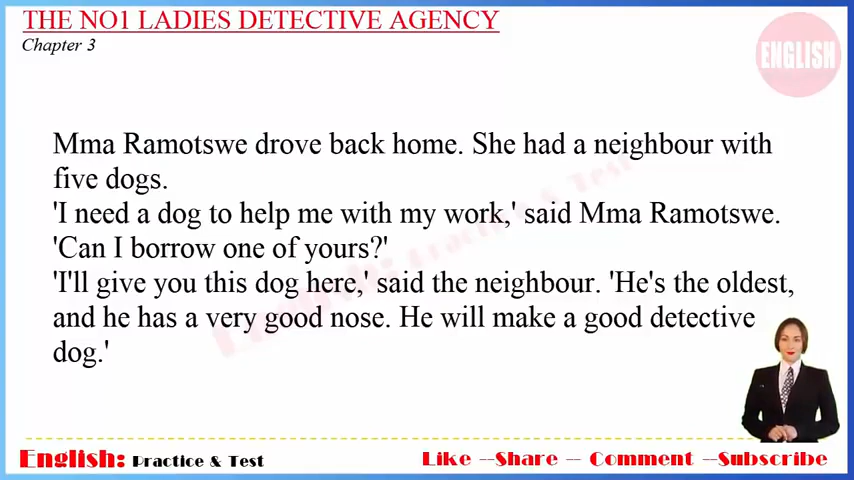 THE NO1 LADIES DETECTIVE AGENCY
Chapter 3
ENGLISH
Mma Ramotswe drove back home. She had a neighbour with
five dogs.
'I need a dog to help me with my work,' said Mma Ramotswe.
'Can I borrow one of yours?'
'I'll give you this dog here,' said the neighbour. 'He's the oldest,
and he has a very good nose. He will make a good detective
dog.'
English: Practice & Test
English: Practice & Test
Like --Share -- Comment --Subscribe